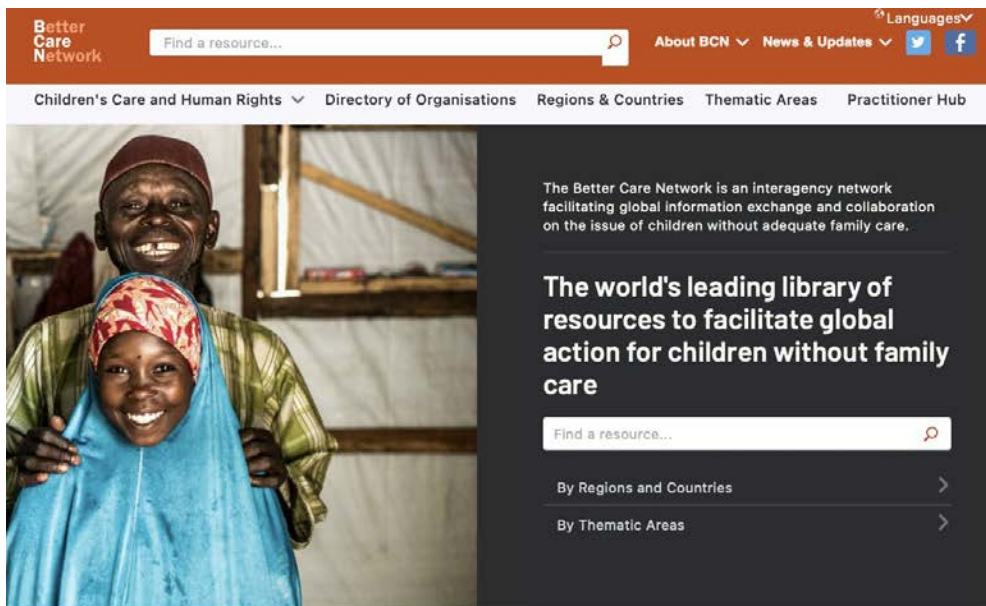 Languages
Better
Care
Network
Find a resource...
About BCN
News & Updates
Children's Care and Human Rights
Directory of Organisations
Regions & Countries
Thematic Areas
Practitioner Hub
The Better Care Network is an interagency network
facilitating global information exchange and collaboration
on the issue of children without adequate family care.
The world's leading library of
resources to facilitate global
action for children without family
care
Find a resource...
By Regions and Countries
By Thematic Areas